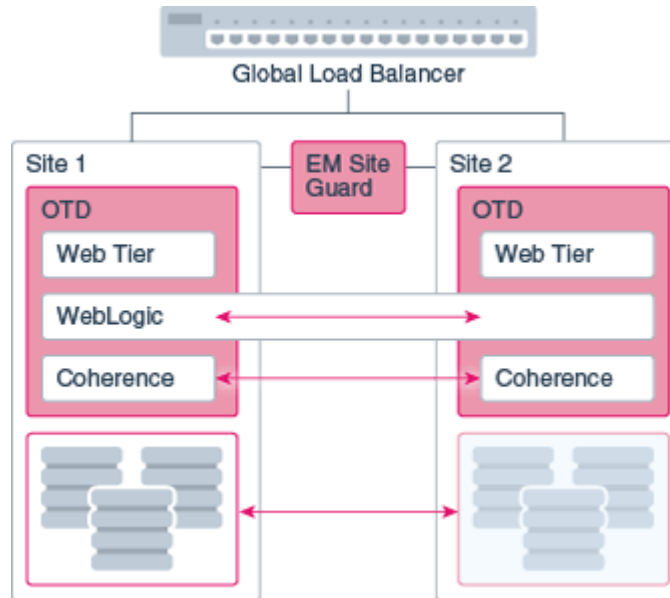 Global Load Balancer
Site 1
EM Site
Guard
Site 2
OTD
Web Tier
WebLogic
Coherence
OTD
Web Tier
Coherence